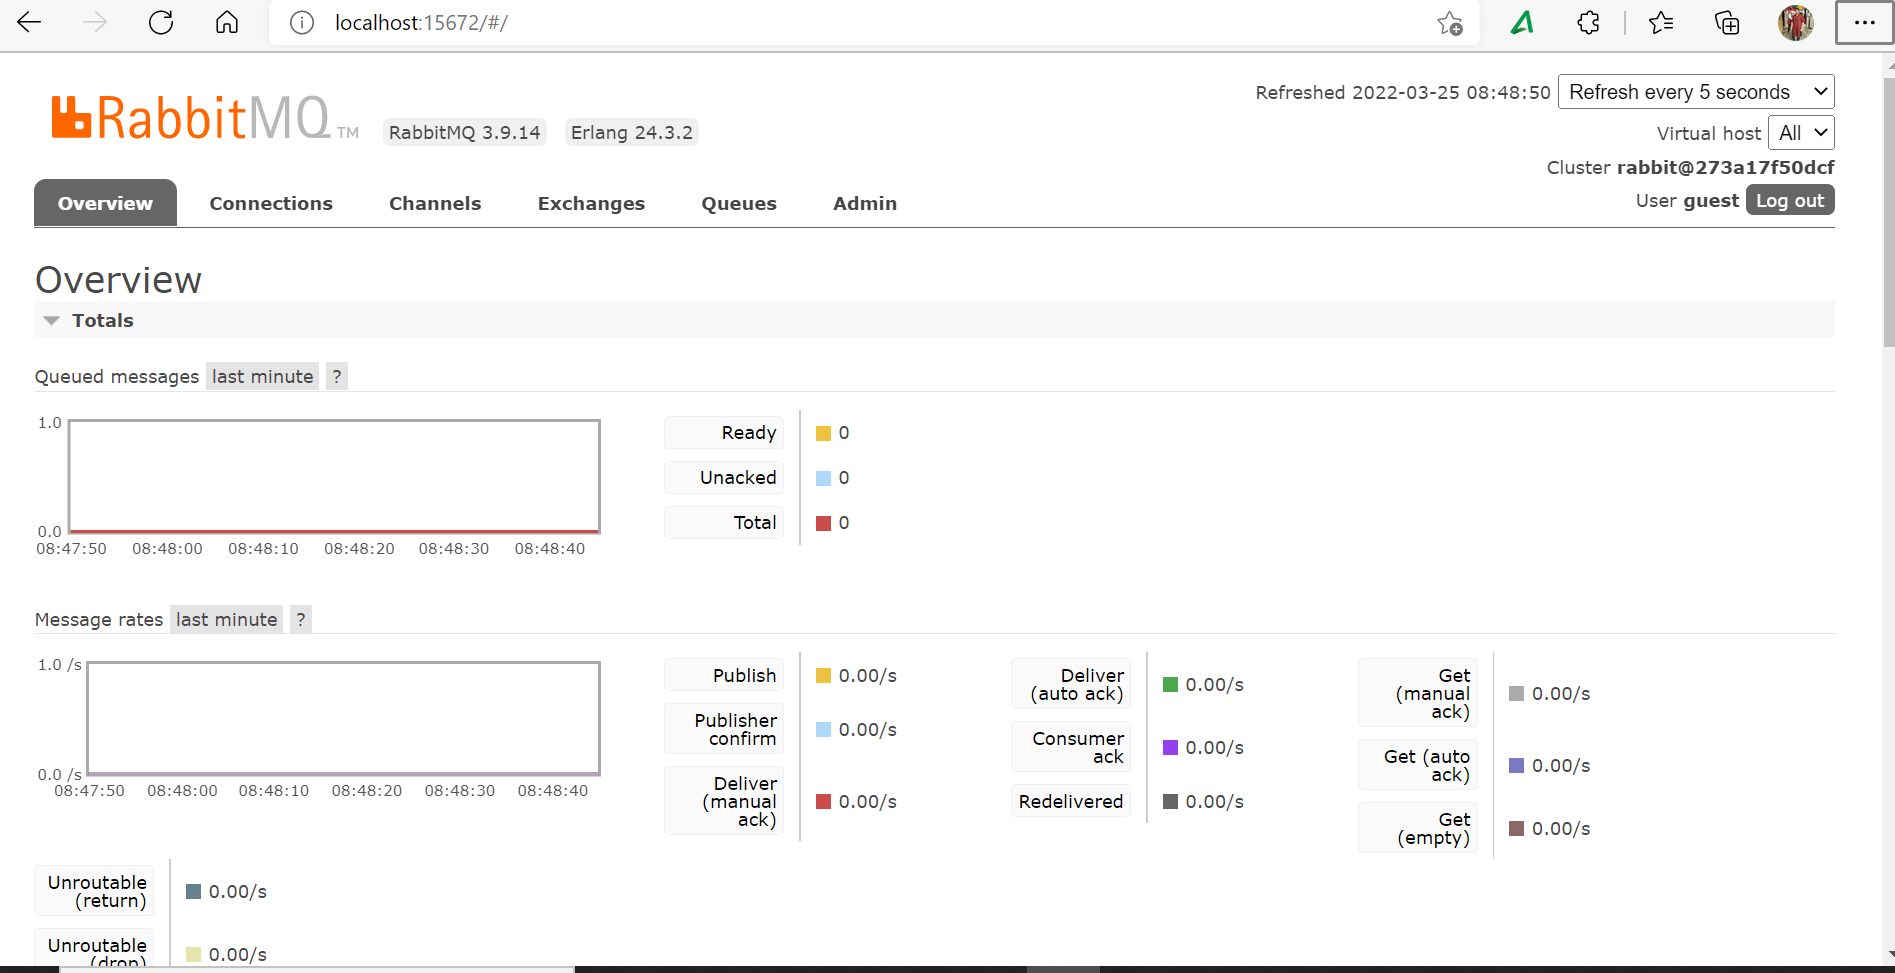 localhost:15672/#/
Refreshed 2022-03-25 08:48:50 Refresh every 5 seconds
RabbitMQ TM RabbitMQ 3.9.14 Erlang 24.3.2
Virtual host All
Cluster rabbit@273a17f50dcf
User guest Log out
Overview Connections Channels Exchanges Queues Admin
Overview
Totals
Queued messages last minute ?
1.0
0.0
08:47:50 08:48:00 08:48:10 08:48:20 08:48:30 08:48:40
Ready 0
Unacked 0
Total 0
Message rates last minute ?
1.0 /s
0.0 /s
08:47:50 08:48:00 08:48:10 08:48:20 08:48:30 08:48:40
Publish 0.00/s
Publisher
confirm 0.00/s
Deliver
(manual
ack) 0.00/s
Deliver
(auto ack) 0.00/s
Consumer
ack 0.00/s
Redelivered 0.00/s
Get
(manual
ack) 0.00/s
Get (auto
ack) 0.00/s
Get
(empty) 0.00/s
Unroutable
(return) 0.00/s
Unroutable
(drop) 0.00/s